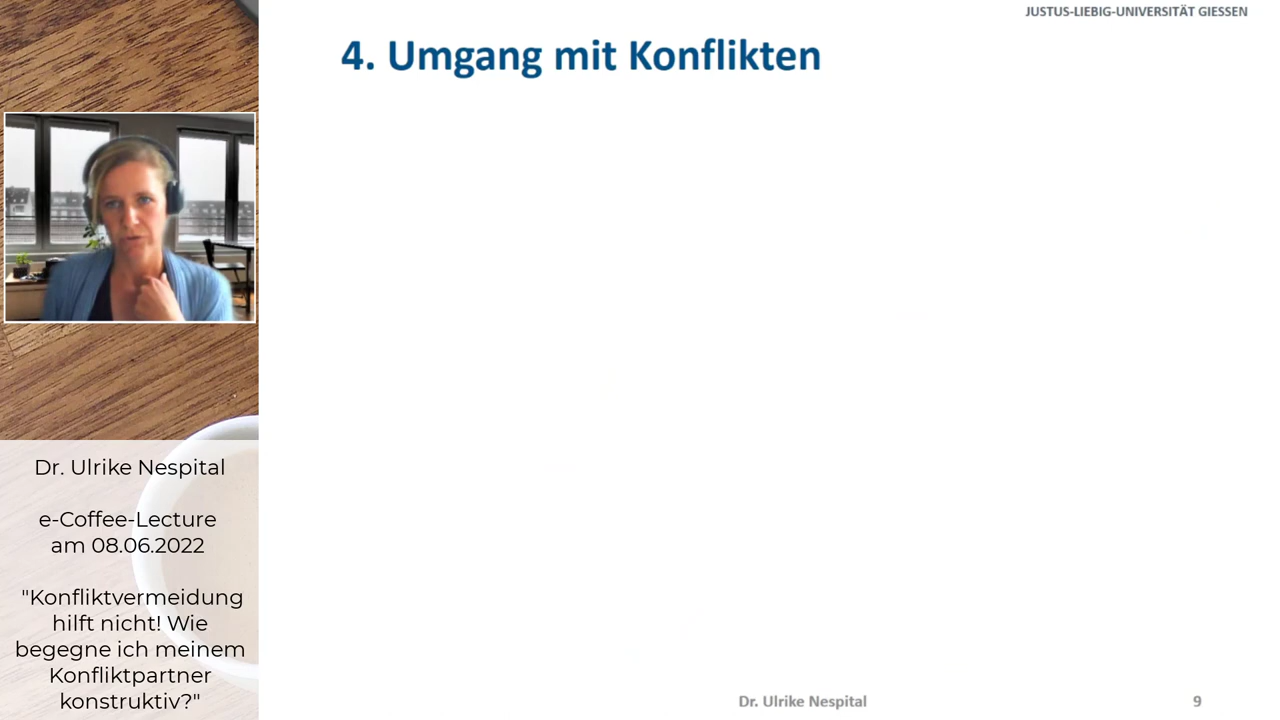 JUSTUS-LIEBIG-UNIVERSITÄT GIESSEN
4. Umgang mit Konflikten
Dr. Ulrike Nespital
e-Coffee-Lecture
am 08.06.2022
"Konfliktvermeidung
hilft nicht! Wie
begegne ich meinem
Konfliktpartner
konstruktiv?"
Dr. Ulrike Nespital
9